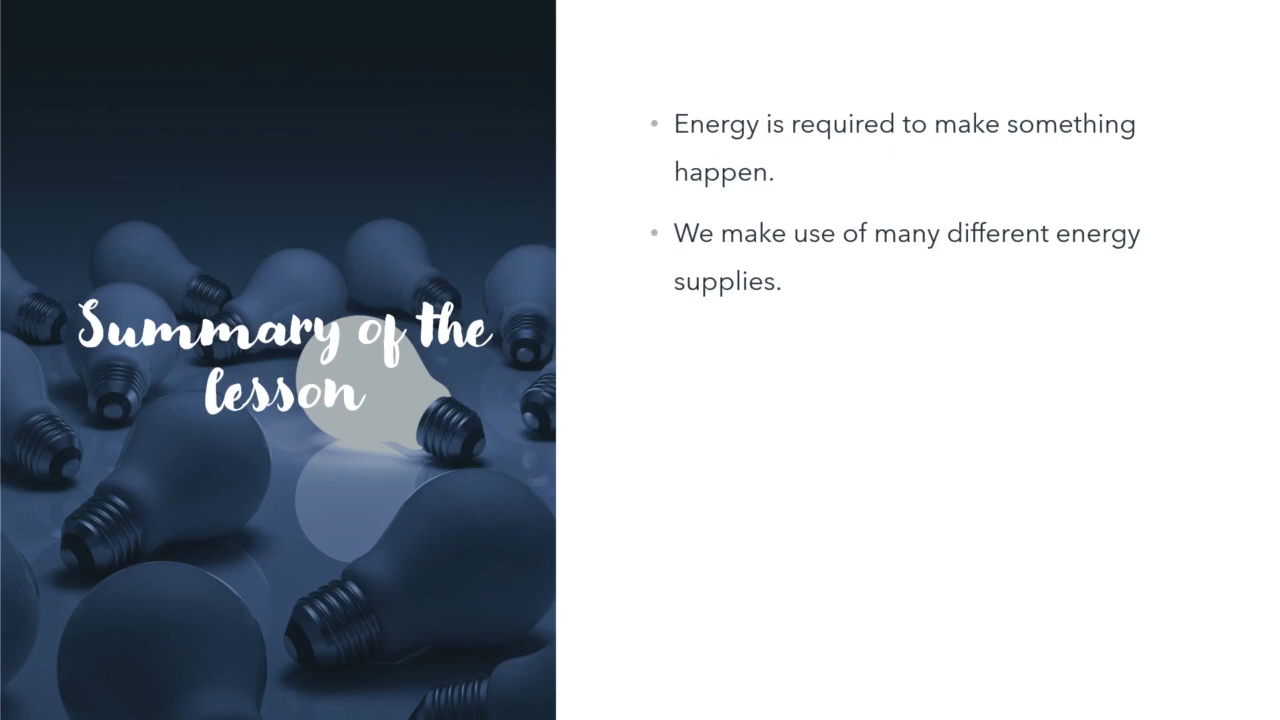 Summary of the
lesson
• Energy is required to make something
happen.
• We make use of many different energy
supplies.